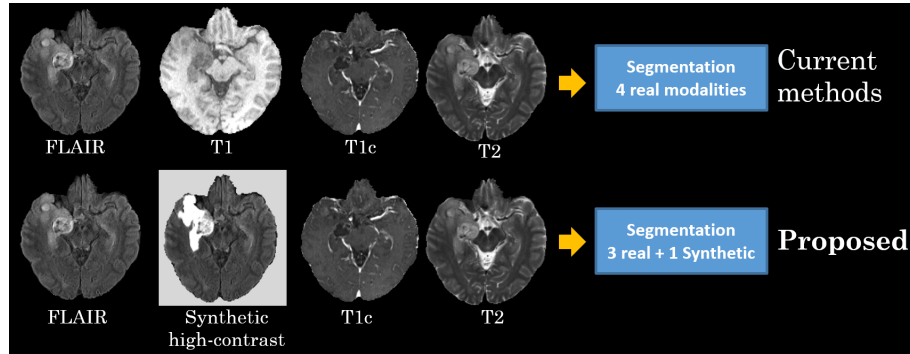 FLAIR
T1
T1c
T2
Segmentation
4 real modalities
Current
methods
FLAIR
Synthetic
high-contrast
T1c
T2
Segmentation
3 real + 1 Synthetic
Proposed